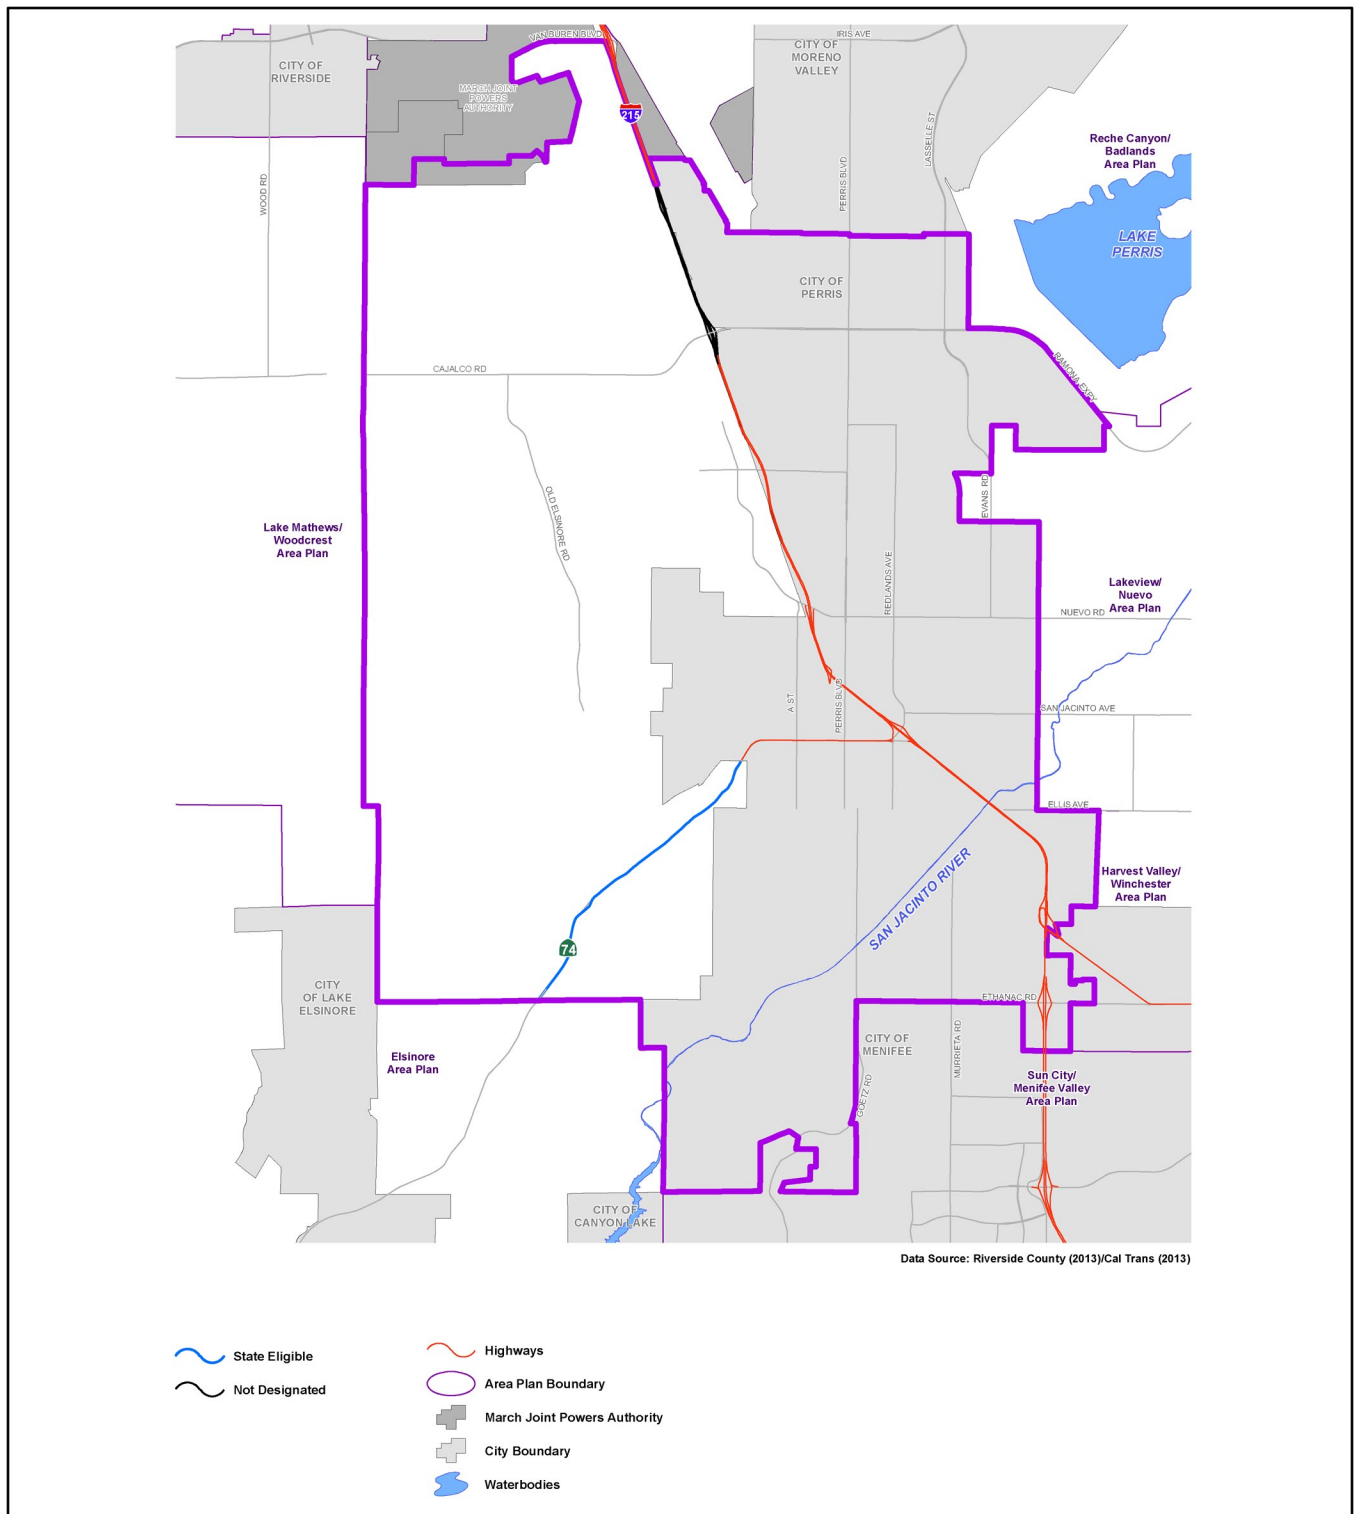 VAN BUREN BLVD
IRIS AVE
CITY OF
RIVERSIDE
CITY OF
MORENO
VALLEY
MARCH JOINT
POWERS
AUTHORITY
215
LASSELLE ST
Reche Canyon/
Badlands
Area Plan
WOOD RD
PERRIS BLVD
LAKE
PERRIS
CITY OF
PERRIS
CAJALCO RD
RAMONA EXPY
OLD ELSINORE RD
EVANS RD
Lake Mathews/
Woodcrest
Area Plan
REDLANDS AVE
Lakeview/
Nuevo
Area Plan
NUEVO RD
A ST
PERRIS BLVD
SAN JACINTO AVE
ELLIS AVE
SAN JACINTO RIVER
Harvest Valley/
Winchester
Area Plan
74
CITY
OF LAKE
ELSINORE
ETHANAC RD
CITY OF
MENIFEE
MURRIETA RD
Elsinore
Area Plan
GOETZ RD
Sun City/
Menifee Valley
Area Plan
CITY OF
CANYON LAKE
Data Source: Riverside County (2013)/Cal Trans (2013)
State Eligible
Not Designated
Highways
Area Plan Boundary
March Joint Powers Authority
City Boundary
Waterbodies